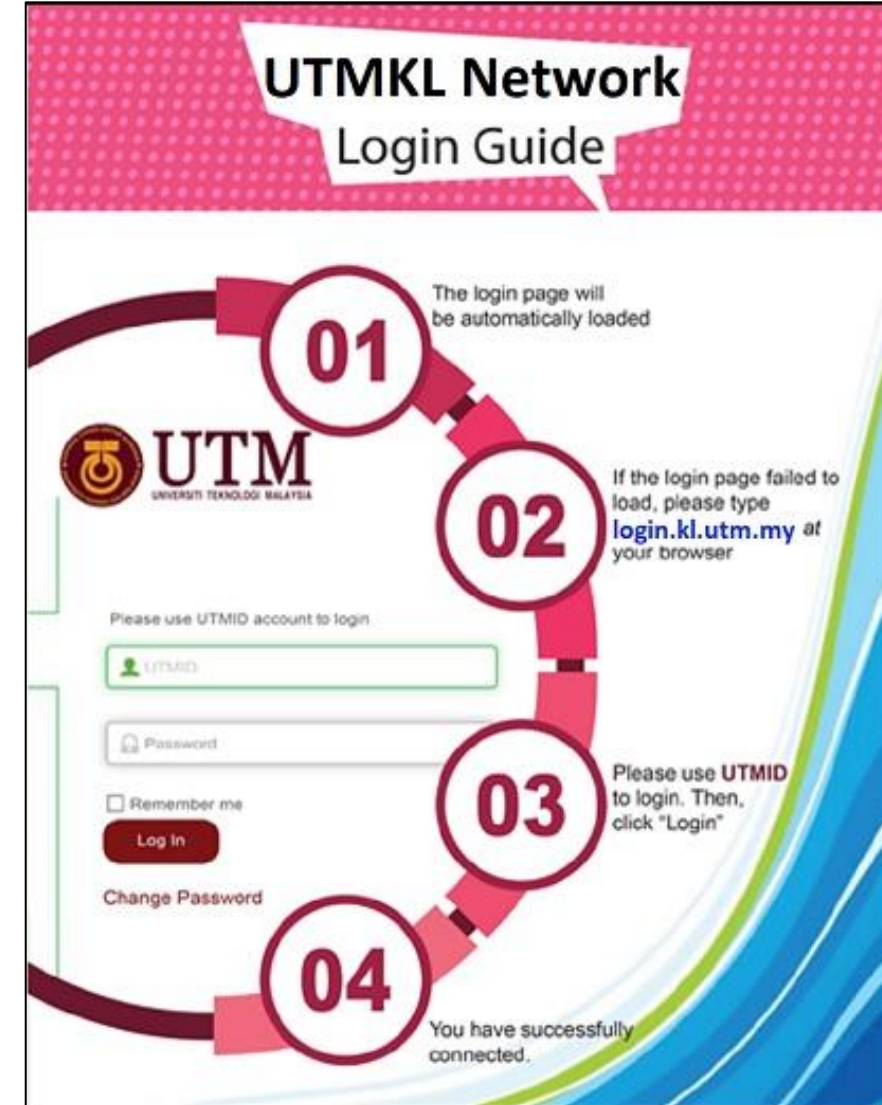 UTMKL Network
Login Guide
01
The login page will
be automatically loaded
UTM
UNIVERSITI TEKNOLOGI MALAYSIA
02
If the login page failed to
load, please type
login.kl.utm.my at
your browser
Please use UTMID account to login
UTMID
Password
Remember me
Log In
Change Password
03
Please use UTMID
to login. Then,
click “Login”
04
You have successfully
connected.